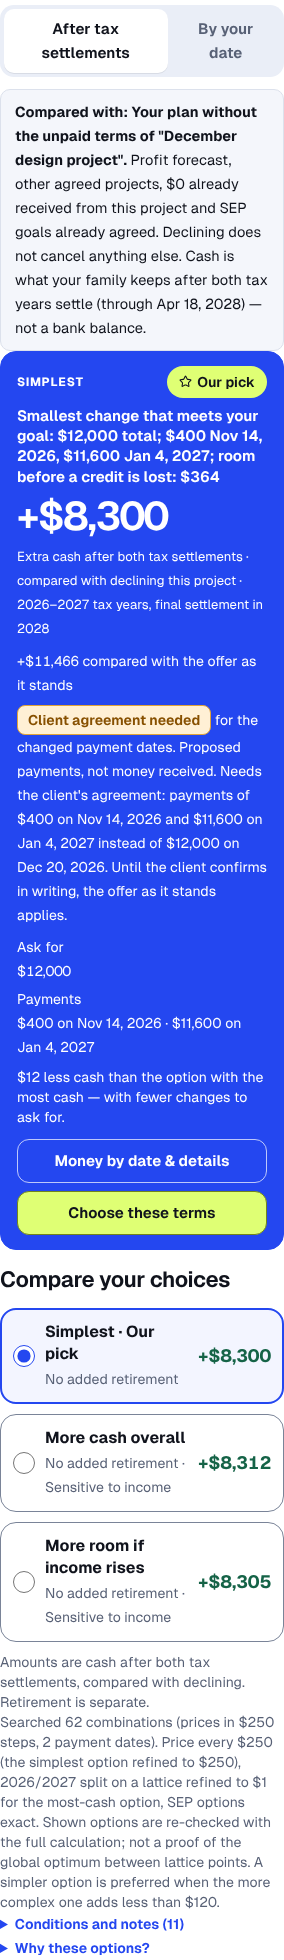 After tax
settlements
By your
date
Compared with: Your plan without
the unpaid terms of "December
design project". Profit forecast,
other agreed projects, $0 already
received from this project and SEP
goals already agreed. Declining does
not cancel anything else. Cash is
what your family keeps after both tax
years settle (through Apr 18, 2028) —
not a bank balance.
SIMPLEST
Our pick
Smallest change that meets your
goal: $12,000 total; $400 Nov 14,
2026, $11,600 Jan 4, 2027; room
before a credit is lost: $364
+$8,300
Extra cash after both tax settlements ·
compared with declining this project ·
2026–2027 tax years, final settlement in
2028
+$11,466 compared with the offer as
it stands
Client agreement needed for the
changed payment dates. Proposed
payments, not money received. Needs
the client's agreement: payments of
$400 on Nov 14, 2026 and $11,600 on
Jan 4, 2027 instead of $12,000 on
Dec 20, 2026. Until the client confirms
in writing, the offer as it stands
applies.
Ask for
$12,000
Payments
$400 on Nov 14, 2026 · $11,600 on
Jan 4, 2027
$12 less cash than the option with the
most cash — with fewer changes to
ask for.
Money by date & details
Choose these terms
Compare your choices
Simplest · Our
pick
No added retirement
+$8,300
More cash overall
No added retirement ·
Sensitive to income
+$8,312
More room if
income rises
No added retirement ·
Sensitive to income
+$8,305
Amounts are cash after both tax
settlements, compared with declining.
Retirement is separate.
Searched 62 combinations (prices in $250
steps, 2 payment dates). Price every $250
(the simplest option refined to $250),
2026/2027 split on a lattice refined to $1
for the most-cash option, SEP options
exact. Shown options are re-checked with
the full calculation; not a proof of the
global optimum between lattice points. A
simpler option is preferred when the more
complex one adds less than $120.
Conditions and notes (11)
Why these options?